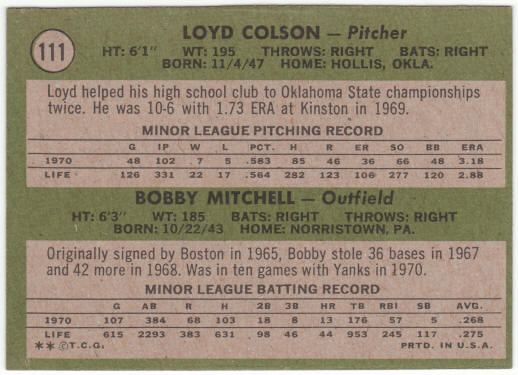 111
LOYD COLSON — Pitcher
HT: 6'1" WT: 195 THROWS: RIGHT BATS: RIGHT
BORN: 11/4/47 HOME: HOLLIS, OKLA.
Loyd helped his high school club to Oklahoma State championships
twice. He was 10-6 with 1.73 ERA at Kinston in 1969.
MINOR LEAGUE PITCHING RECORD
G IP W L PCT. H R ER SO BB ERA
1970 48 102 7 5 .583 85 46 36 66 48 3.18
LIFE 126 331 22 17 .564 282 123 106 277 120 2.88
BOBBY MITCHELL — Outfield
HT: 6'3" WT: 185 BATS: RIGHT THROWS: RIGHT
BORN: 10/22/43 HOME: NORRISTOWN, PA.
Originally signed by Boston in 1965, Bobby stole 36 bases in 1967
and 42 more in 1968. Was in ten games with Yanks in 1970.
MINOR LEAGUE BATTING RECORD
G AB R H 2B 3B HR TB RBI SB AVG.
1970 107 384 68 103 18 8 13 176 57 5 .268
LIFE 615 2293 383 631 98 46 44 953 245 117 .275
** ©T.C.G. PRTD. IN U.S.A.